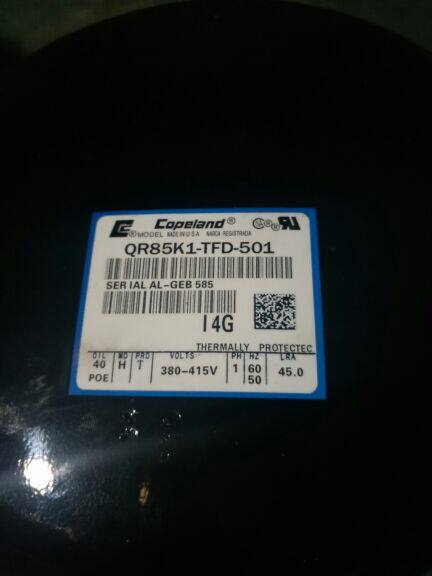 Copeland®
® MODEL MADE IN U S A MARCA REGISTRADA
QR85K1-TFD-501
SERIAL AL-GEB 585
14G
THERMALLY PROTECTEC
OIL MO PRO VOLTS PH HZ LRA
40 H T 380-415V 1 60 45.0
POE 50